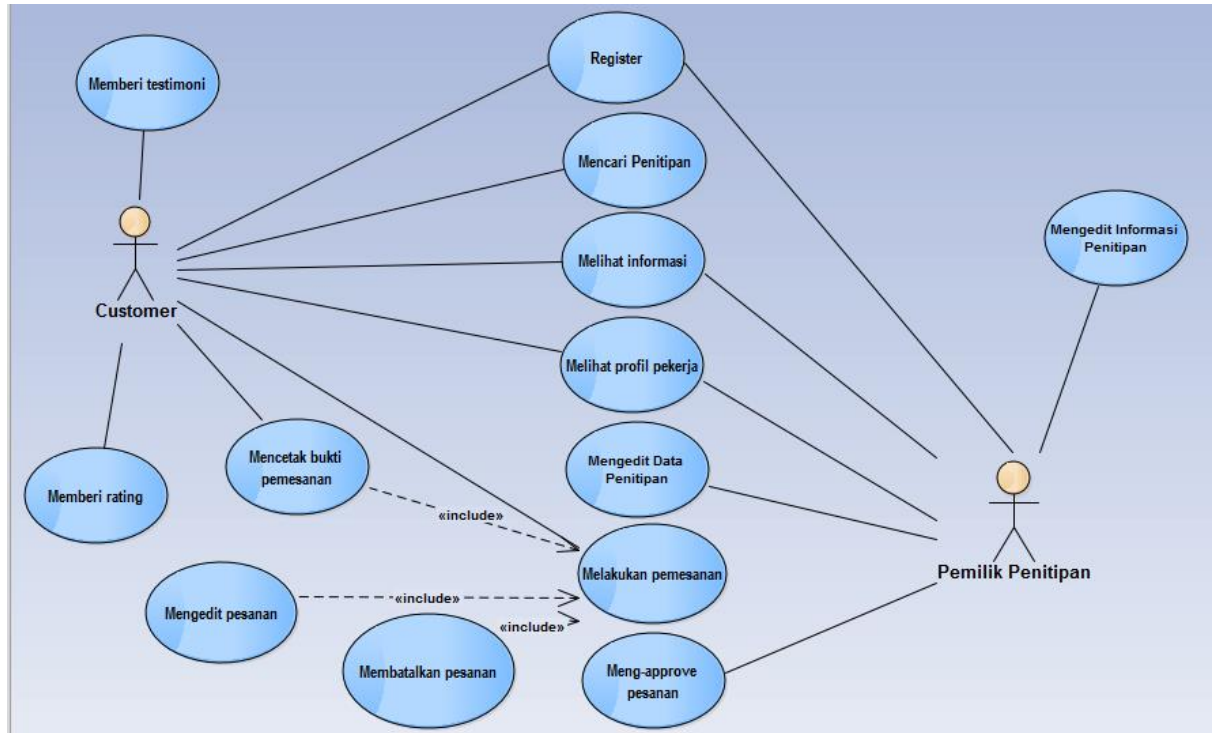 Register
Memberi testimoni
Mencari Penitipan
Mengedit Informasi
Penitipan
Melihat informasi
Customer
Melihat profil pekerja
Mencetak bukti
pemesanan
Mengedit Data
Penitipan
Memberi rating
«include»
Melakukan pemesanan
Pemilik Penitipan
«include»
Mengedit pesanan
«include»
Membatalkan pesanan
Meng-approve
pesanan